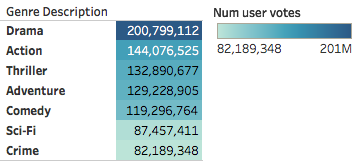 Genre Description
Drama 200,799,112
Action 144,076,525
Thriller 132,890,677
Adventure 129,228,905
Comedy 119,296,764
Sci-Fi 87,457,411
Crime 82,189,348
Num user votes
82,189,348 201M